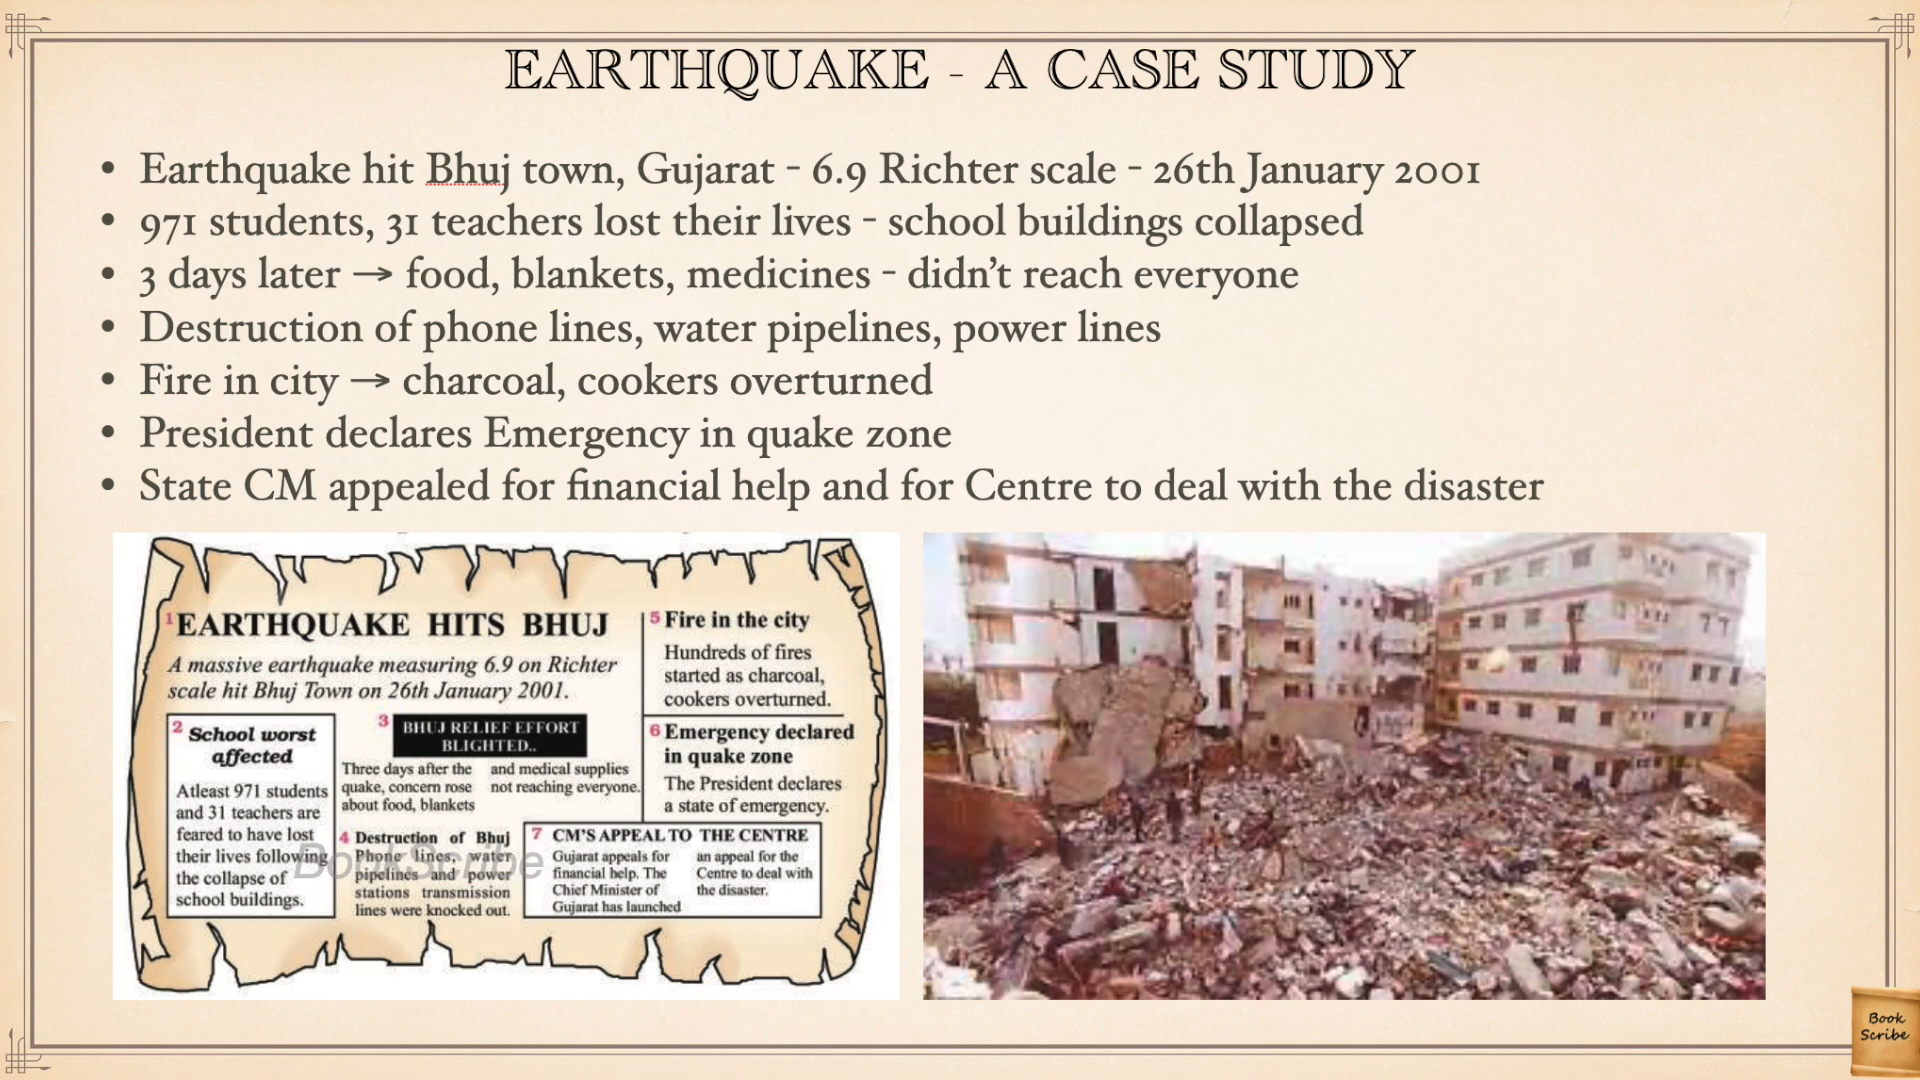 EARTHQUAKE - A CASE STUDY
• Earthquake hit Bhuj town, Gujarat - 6.9 Richter scale - 26th January 2001
• 971 students, 31 teachers lost their lives - school buildings collapsed
• 3 days later → food, blankets, medicines - didn't reach everyone
• Destruction of phone lines, water pipelines, power lines
• Fire in city → charcoal, cookers overturned
• President declares Emergency in quake zone
• State CM appealed for financial help and for Centre to deal with the disaster
1 EARTHQUAKE HITS BHUJ
A massive earthquake measuring 6.9 on Richter
scale hit Bhuj Town on 26th January 2001.
2 School worst
affected
Atleast 971 students
and 31 teachers are
feared to have lost
their lives following
the collapse of
school buildings.
3 BHUJ RELIEF EFFORT
BLIGHTED..
Three days after the
quake, concern rose
about food, blankets
and medical supplies
not reaching everyone.
4 Destruction of Bhuj
Phone lines, water
pipelines and power
stations transmission
lines were knocked out.
5 Fire in the city
Hundreds of fires
started as charcoal,
cookers overturned.
6 Emergency declared
in quake zone
The President declares
a state of emergency.
7 CM'S APPEAL TO THE CENTRE
Gujarat appeals for
financial help. The
Chief Minister of
Gujarat has launched
an appeal for the
Centre to deal with
the disaster.
BookScribe
Book
Scribe